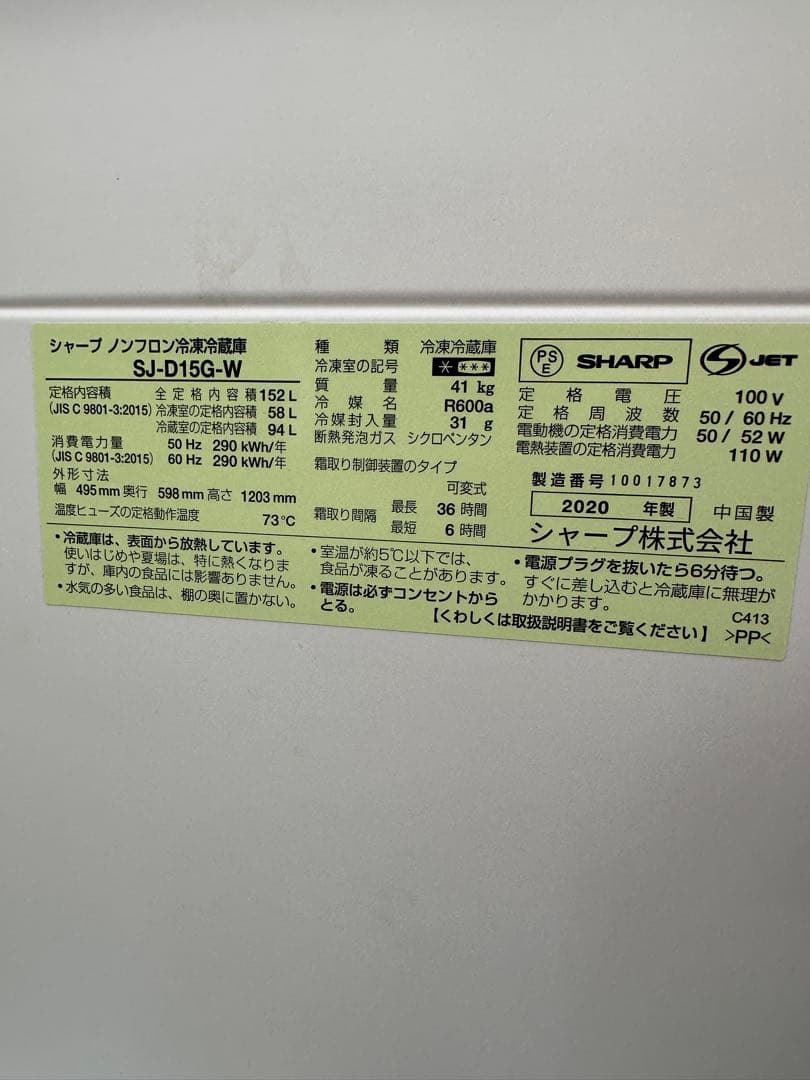 シャープ ノンフロン冷凍冷蔵庫
SJ-D15G-W
定格内容積 全定格内容積 152 L
(JIS C 9801-3:2015) 冷凍室の定格内容積 58 L
冷蔵室の定格内容積 94 L
消費電力量 50 Hz 290 kWh/年
(JIS C 9801-3:2015) 60 Hz 290 kWh/年
外形寸法
幅 495 mm 奥行 598 mm 高さ 1203 mm
温度ヒューズの定格動作温度 73℃
種類 冷凍冷蔵庫
冷凍室の記号 * ***
質量 41 kg
冷媒名 R600a
冷媒封入量 31 g
断熱発泡ガス シクロペンタン
霜取り制御装置のタイプ
可変式
霜取り間隔 最長 36 時間
最短 6 時間
PSE SHARP S JET
定格電圧 100 V
定格周波数 50 / 60 Hz
電動機の定格消費電力 50 / 52 W
電熱装置の定格消費電力 110 W
製造番号 10017873
2020 年製 中国製
シャープ株式会社
・冷蔵庫は、表面から放熱しています。
使いはじめや夏場は、特に熱くなりま
すが、庫内の食品には影響ありません。
・水気の多い食品は、棚の奥に置かない。
・室温が約5℃以下では、
食品が凍ることがあります。
・電源は必ずコンセントから
とる。
・電源プラグを抜いたら6分待つ。
すぐに差し込むと冷蔵庫に無理が
かかります。
【くわしくは取扱説明書をご覧ください】
C413
>PP<